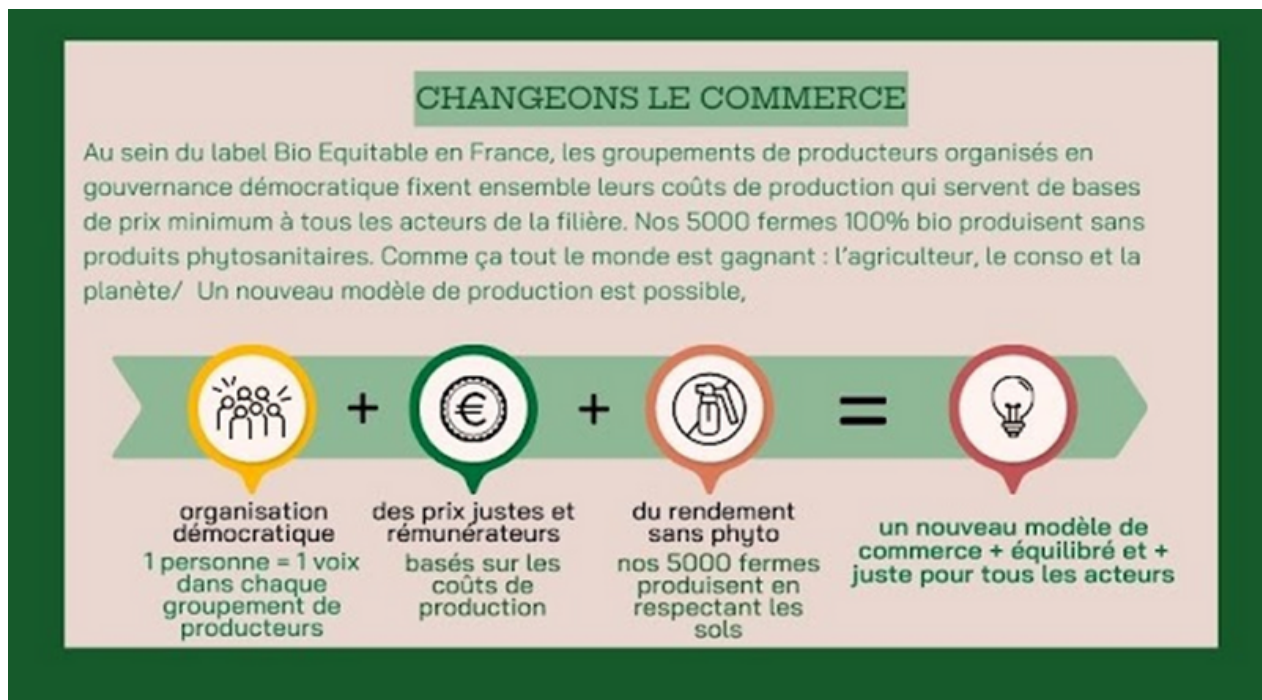 CHANGEONS LE COMMERCE
Au sein du label Bio Equitable en France, les groupements de producteurs organisés en
gouvernance démocratique fixent ensemble leurs coûts de production qui servent de bases
de prix minimum à tous les acteurs de la filière. Nos 5000 fermes 100% bio produisent sans
produits phytosanitaires. Comme ça tout le monde est gagnant : l'agriculteur, le conso et la
planète/ Un nouveau modèle de production est possible,
+ + =
€
organisation
démocratique
1 personne = 1 voix
dans chaque
groupement de
producteurs
des prix justes et
rémunérateurs
basés sur les
coûts de
production
du rendement
sans phyto
nos 5000 fermes
produisent en
respectant les
sols
un nouveau modèle de
commerce + équilibré et +
juste pour tous les acteurs